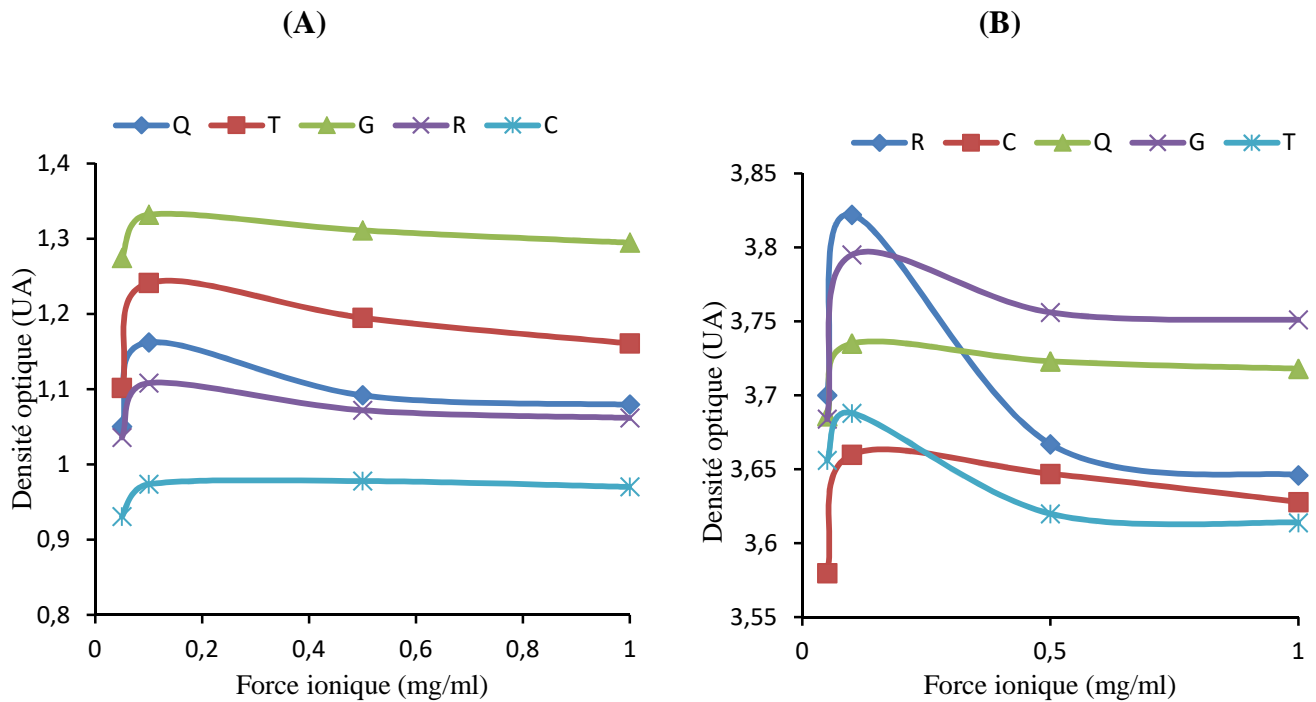 (A)
(B)
Q T G R C
R C Q G T
1,4
1,3
1,2
1,1
1
0,9
0,8
0 0,2 0,4 0,6 0,8 1
Densité optique (UA)
Force ionique (mg/ml)
3,85
3,8
3,75
3,7
3,65
3,6
3,55
0 0,5 1
Densité optique (UA)
Force ionique (mg/ml)